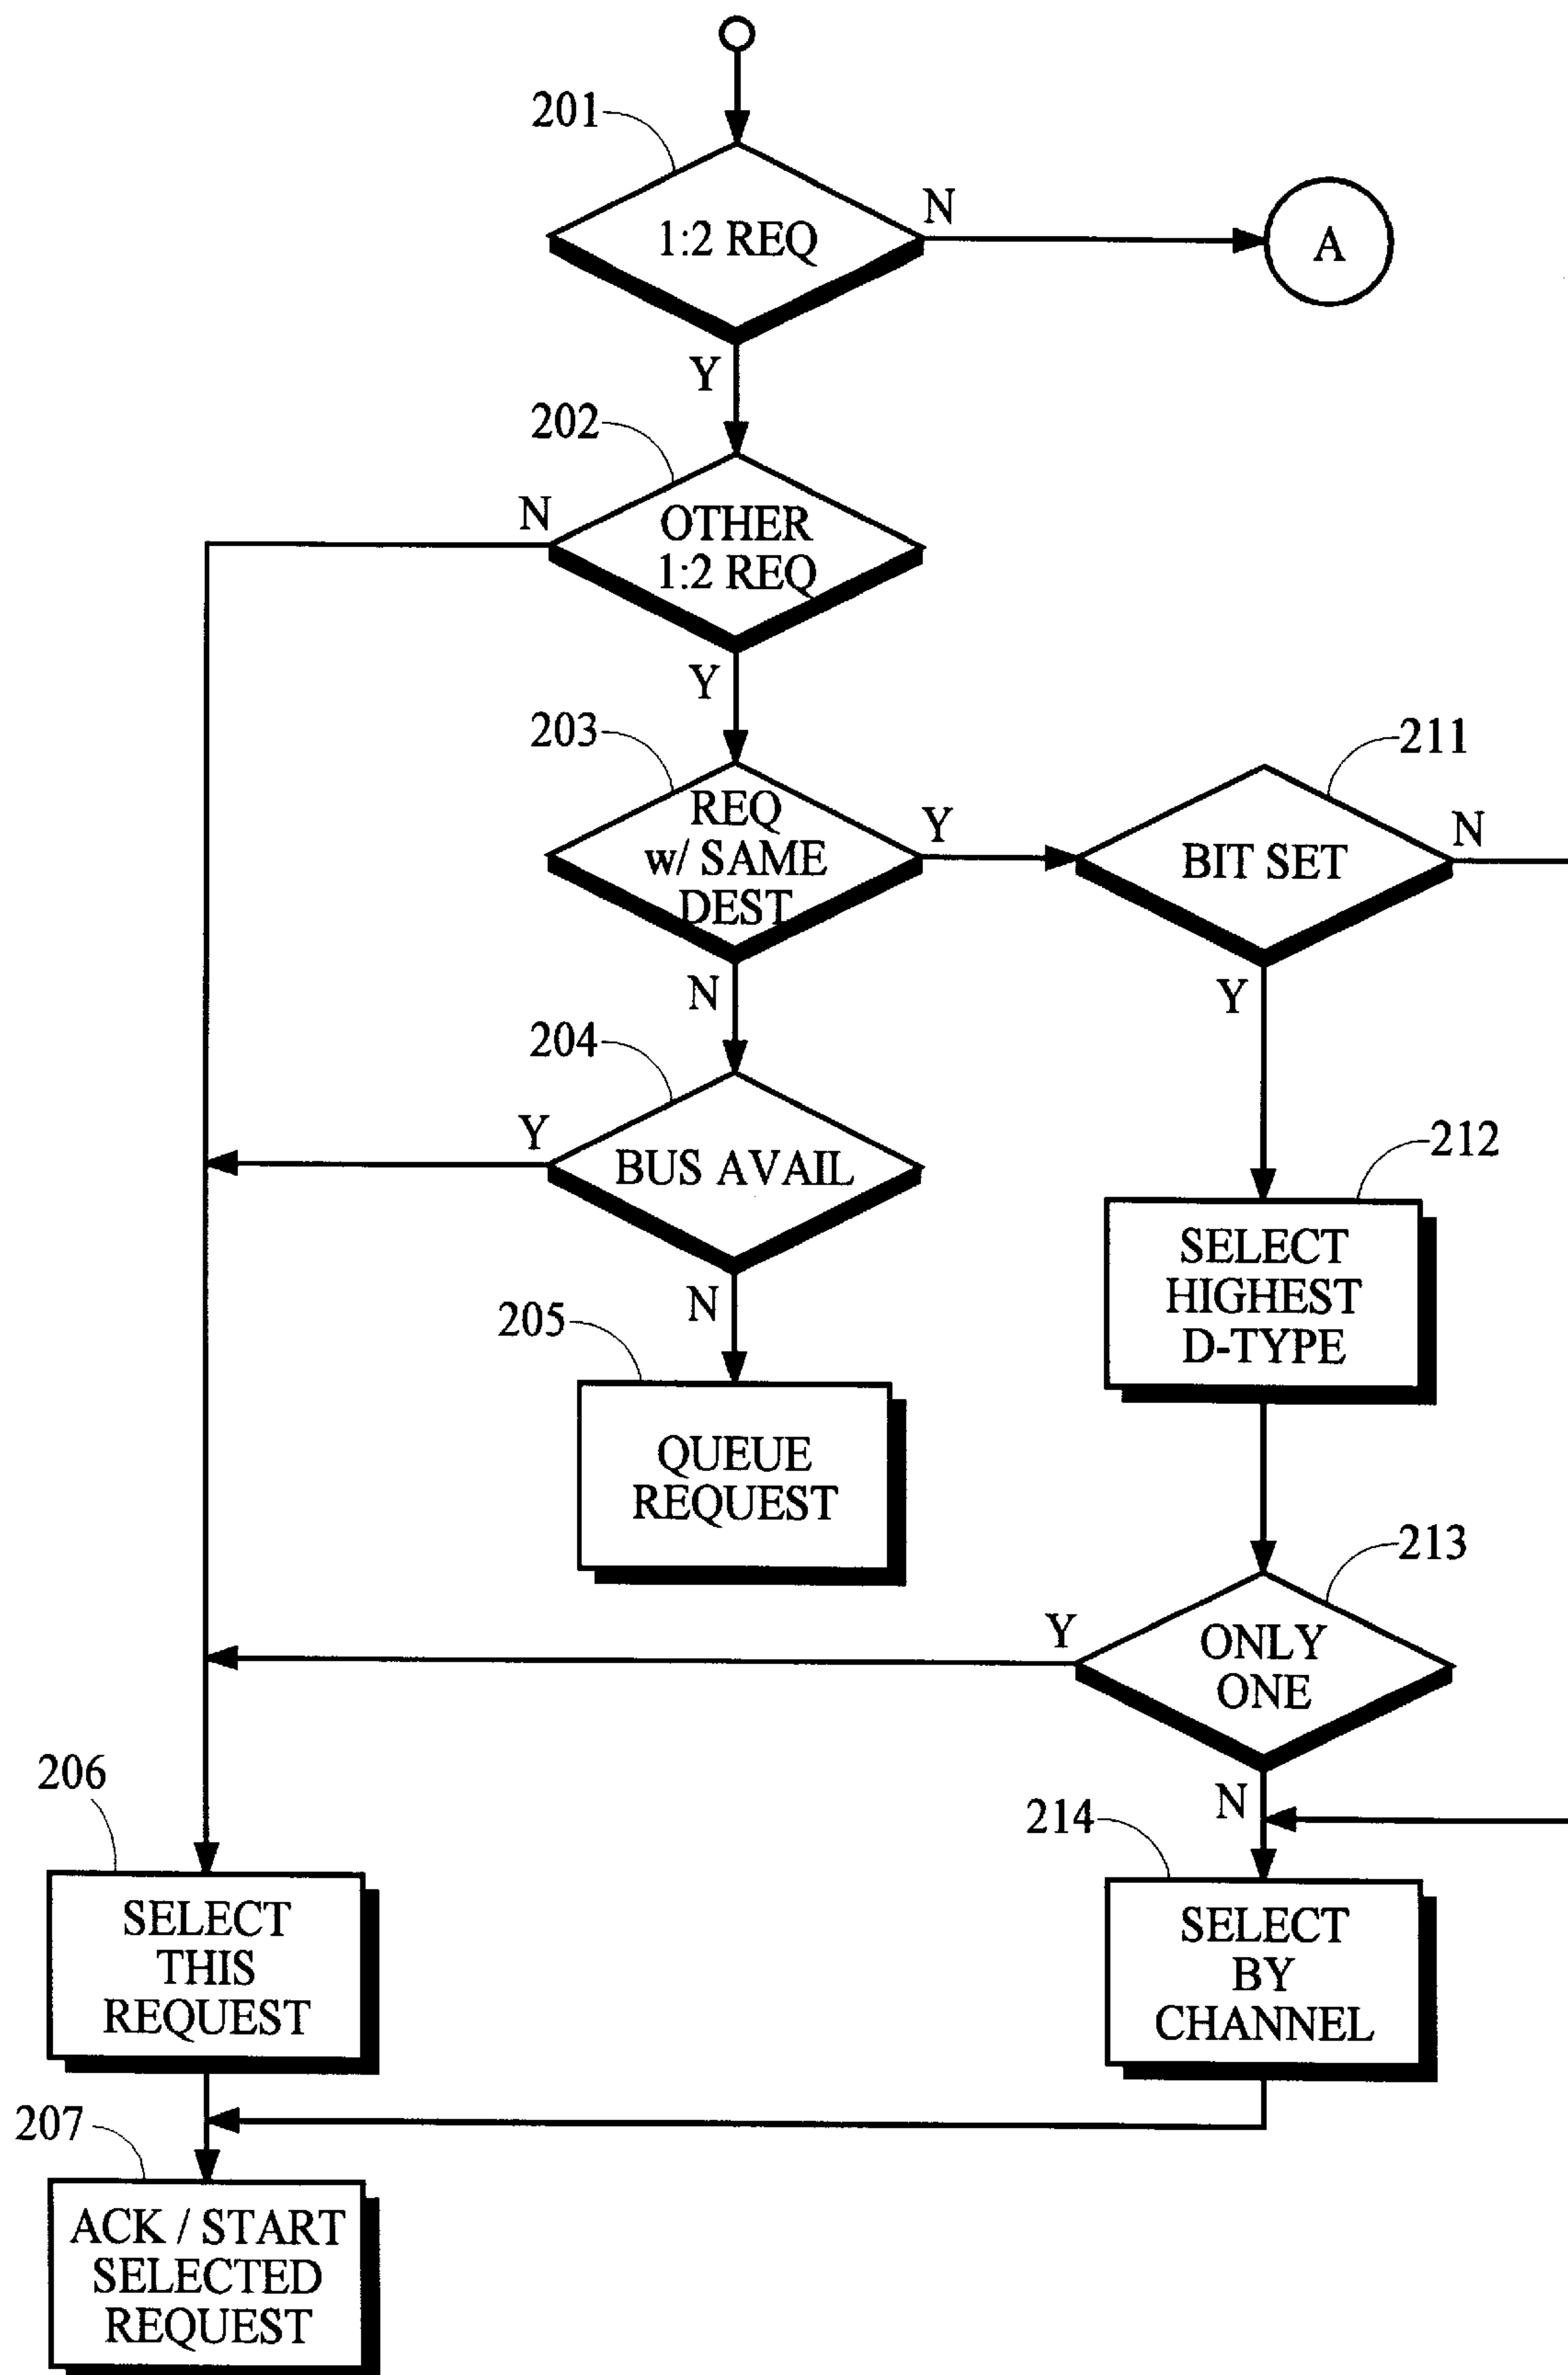 201
1:2 REQ
N
A
Y
202
N
OTHER
1:2 REQ
Y
203
REQ
w/ SAME
DEST
Y
211
BIT SET
N
N
Y
204
Y
BUS AVAIL
212
N
SELECT
HIGHEST
D-TYPE
205
QUEUE
REQUEST
213
Y
ONLY
ONE
206
N
214
SELECT
THIS
REQUEST
SELECT
BY
CHANNEL
207
ACK / START
SELECTED
REQUEST